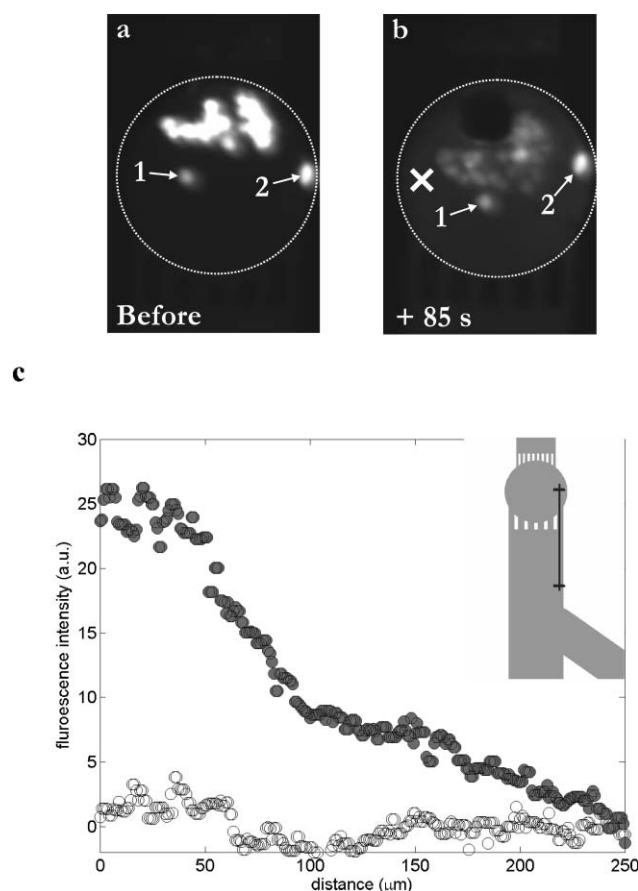 a
b
1
2
1
2
Before
+ 85 s
c
30
25
20
15
10
5
0
fluroescence intensity (a.u.)
0 50 100 150 200 250
distance (μm)